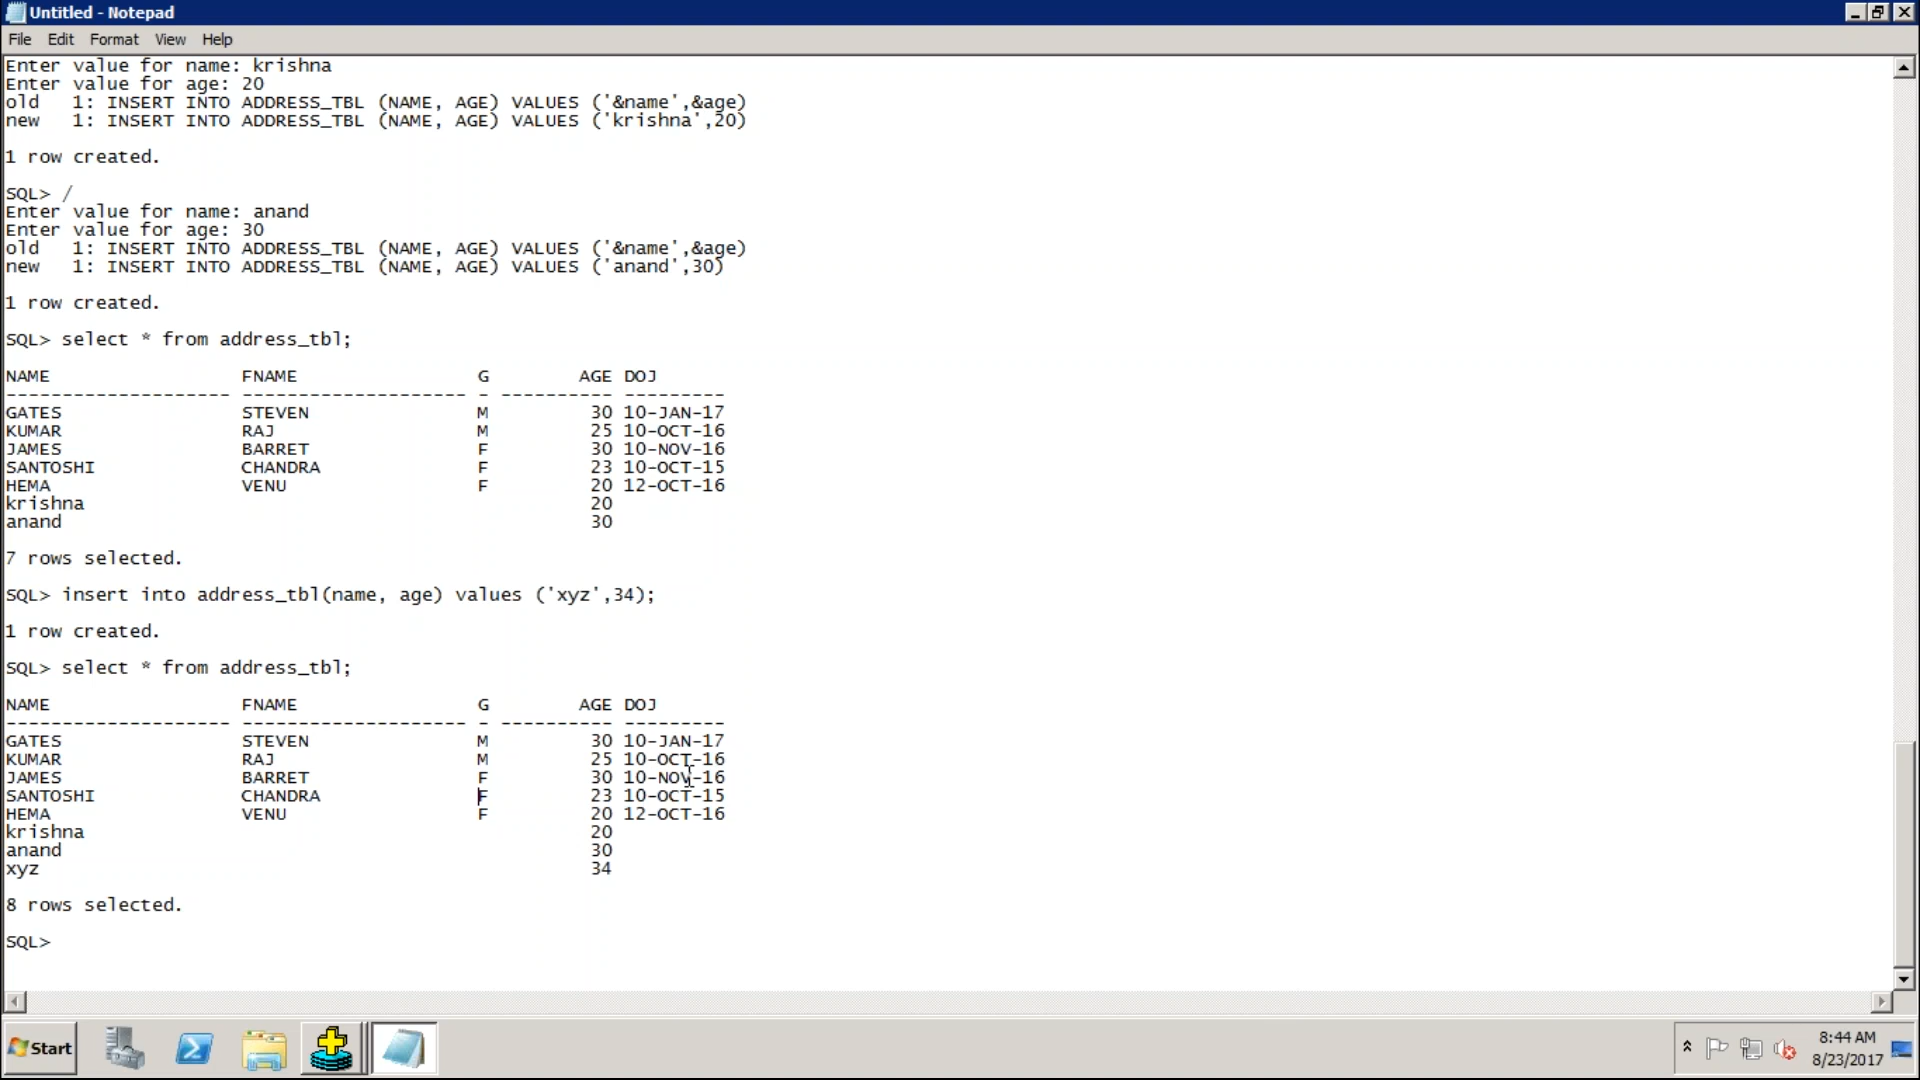 Untitled - Notepad
File Edit Format View Help
Enter value for name: krishna
Enter value for age: 20
old   1: INSERT INTO ADDRESS_TBL (NAME, AGE) VALUES ('&name',&age)
new   1: INSERT INTO ADDRESS_TBL (NAME, AGE) VALUES ('krishna',20)
1 row created.
SQL> /
Enter value for name: anand
Enter value for age: 30
old   1: INSERT INTO ADDRESS_TBL (NAME, AGE) VALUES ('&name',&age)
new   1: INSERT INTO ADDRESS_TBL (NAME, AGE) VALUES ('anand',30)
1 row created.
SQL> select * from address_tbl;
NAME                 FNAME                G        AGE DOJ
-------------------- -------------------- - ---------- ---------
GATES                STEVEN               M         30 10-JAN-17
KUMAR                RAJ                  M         25 10-OCT-16
JAMES                BARRET               F         30 10-NOV-16
SANTOSHI             CHANDRA              F         23 10-OCT-15
HEMA                 VENU                 F         20 12-OCT-16
krishna                                             20
anand                                               30
7 rows selected.
SQL> insert into address_tbl(name, age) values ('xyz',34);
1 row created.
SQL> select * from address_tbl;
NAME                 FNAME                G        AGE DOJ
-------------------- -------------------- - ---------- ---------
GATES                STEVEN               M         30 10-JAN-17
KUMAR                RAJ                  M         25 10-OCT-16
JAMES                BARRET               F         30 10-NOV-16
SANTOSHI             CHANDRA              F         23 10-OCT-15
HEMA                 VENU                 F         20 12-OCT-16
krishna                                             20
anand                                               30
xyz                                                 34
8 rows selected.
SQL>
Start
8:44 AM
8/23/2017